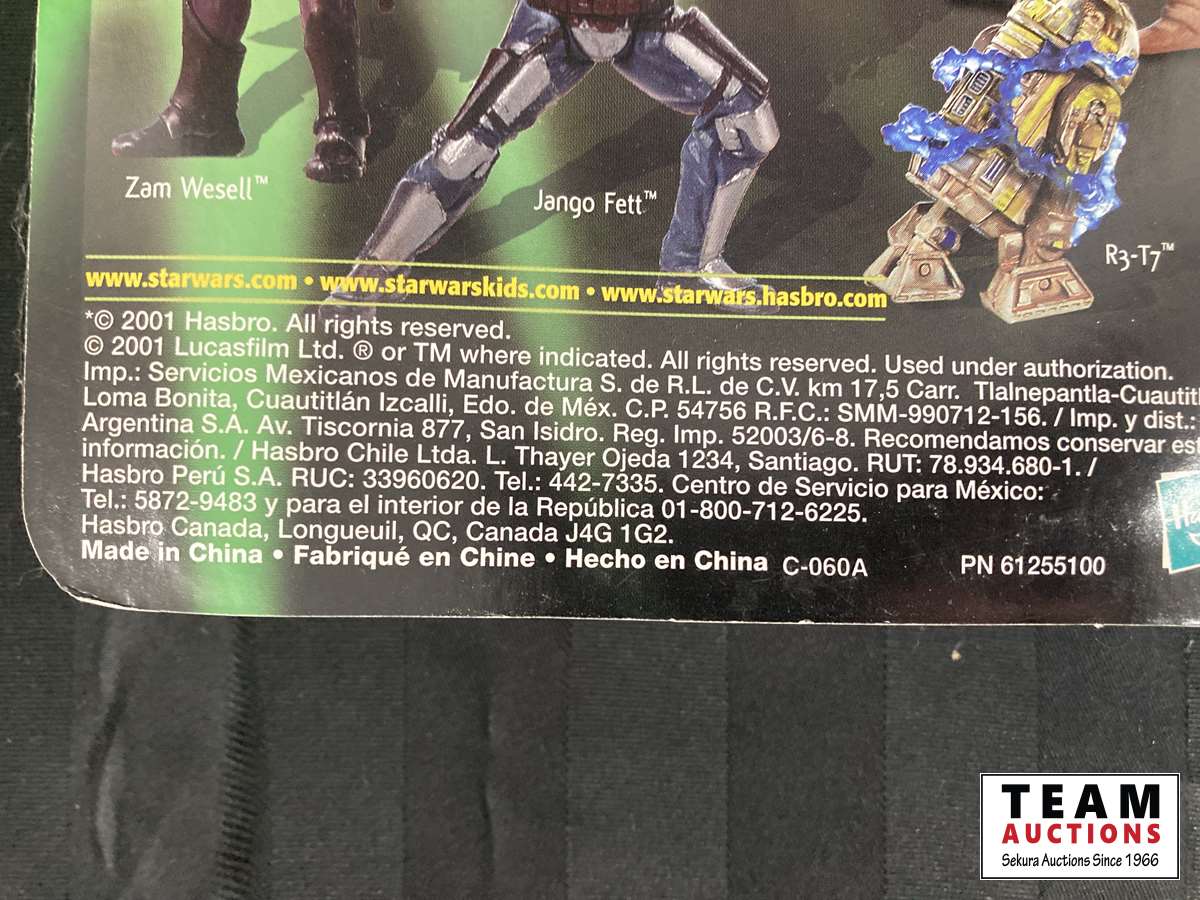 Zam Wesell™
Jango Fett™
R3-T7™
www.starwars.com • www.starwarskids.com • www.starwars.hasbro.com
*© 2001 Hasbro. All rights reserved.
© 2001 Lucasfilm Ltd. ® or TM where indicated. All rights reserved. Used under authorization.
Imp.: Servicios Mexicanos de Manufactura S. de R.L. de C.V. km 17,5 Carr. Tlalnepantla-Cuautitl
Loma Bonita, Cuautitlán Izcalli, Edo. de Méx. C.P. 54756 R.F.C.: SMM-990712-156. / Imp. y dist.:
Argentina S.A. Av. Tiscornia 877, San Isidro. Reg. Imp. 52003/6-8. Recomendamos conservar es
información. / Hasbro Chile Ltda. L. Thayer Ojeda 1234, Santiago. RUT: 78.934.680-1. /
Hasbro Perú S.A. RUC: 33960620. Tel.: 442-7335. Centro de Servicio para México:
Tel.: 5872-9483 y para el interior de la República 01-800-712-6225.
Hasbro Canada, Longueuil, QC, Canada J4G 1G2.
Made in China • Fabriqué en Chine • Hecho en China C-060A PN 61255100
TEAM
AUCTIONS
Sekura Auctions Since 1966